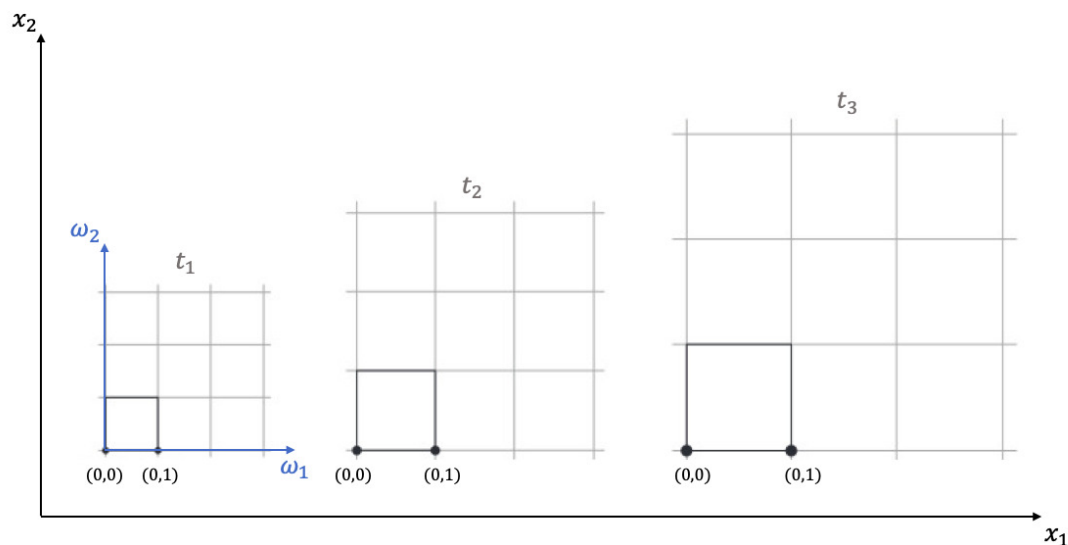 x₂
t₃
t₂
ω₂
t₁
(0,0) (0,1) ω₁ (0,0) (0,1) (0,0) (0,1)
x₁